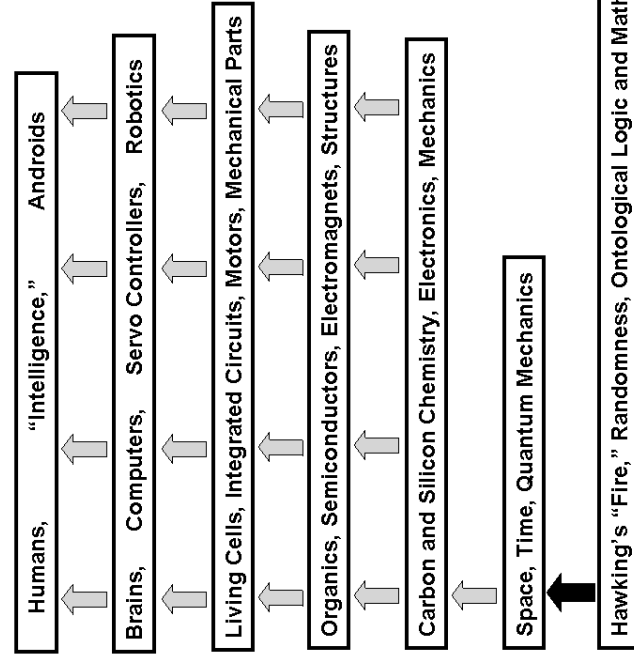 Humans, “Intelligence,” Androids
Brains, Computers, Servo Controllers, Robotics
Living Cells, Integrated Circuits, Motors, Mechanical Parts
Organics, Semiconductors, Electromagnets, Structures
Carbon and Silicon Chemistry, Electronics, Mechanics
Space, Time, Quantum Mechanics
Hawking's “Fire,” Randomness, Ontological Logic and Math